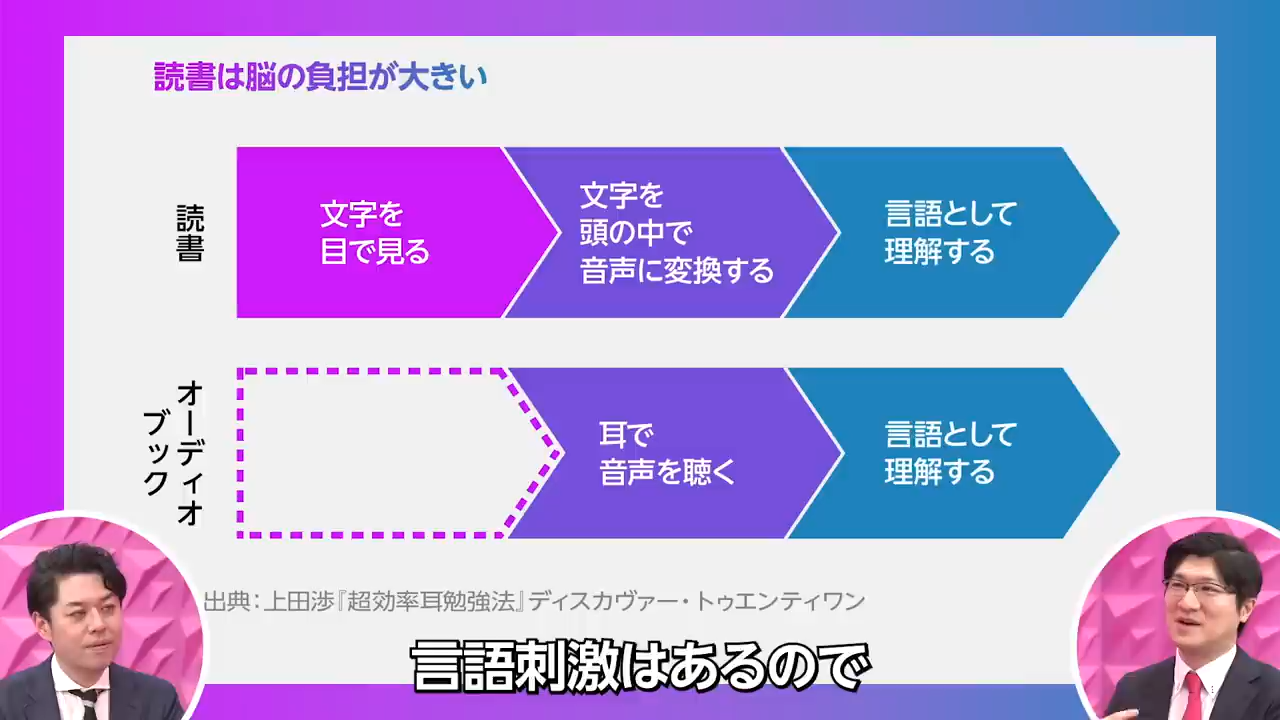 読書は脳の負担が大きい
読書
文字を
目で見る
文字を
頭の中で
音声に変換する
言語として
理解する
オーディオ
ブック
耳で
音声を聴く
言語として
理解する
出典：上田渉『超効率耳勉強法』ディスカヴァー・トゥエンティワン
言語刺激はあるので